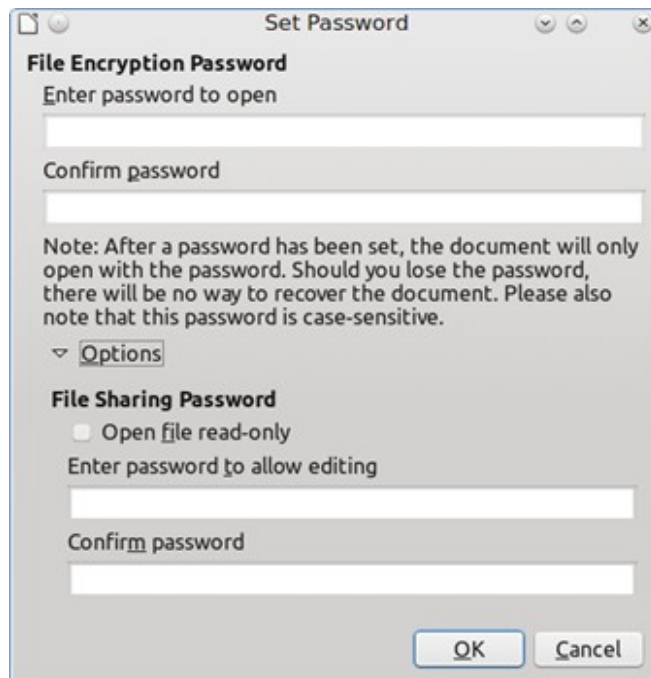 Set Password
File Encryption Password
Enter password to open
Confirm password
Note: After a password has been set, the document will only
open with the password. Should you lose the password,
there will be no way to recover the document. Please also
note that this password is case-sensitive.
Options
File Sharing Password
Open file read-only
Enter password to allow editing
Confirm password
OK Cancel